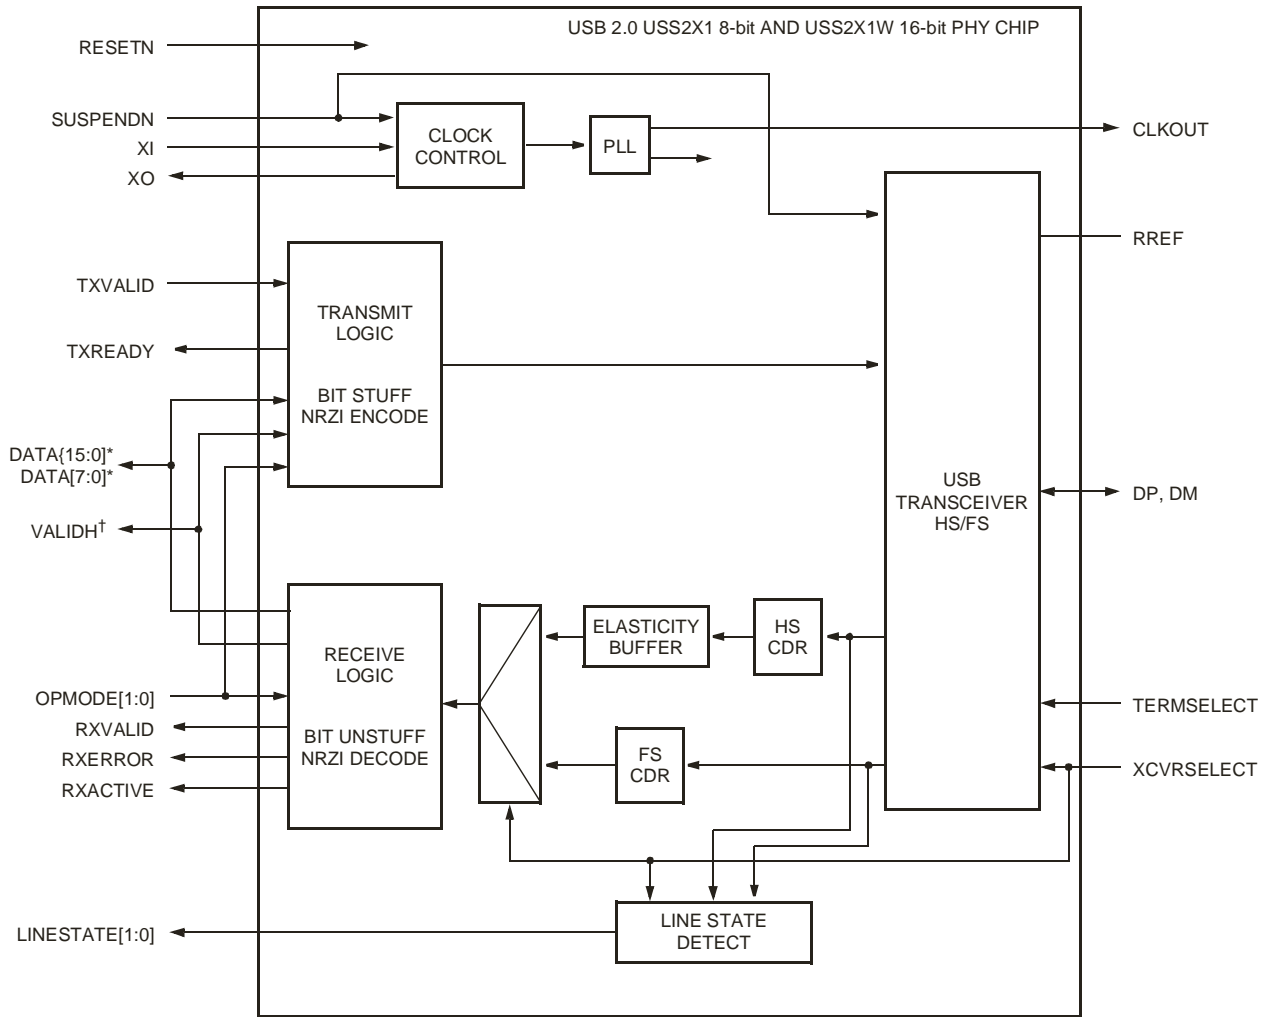 USB 2.0 USS2X1 8-bit AND USS2X1W 16-bit PHY CHIP
RESETN
SUSPENDN
XI
XO
CLOCK
CONTROL
PLL
CLKOUT
RREF
TXVALID
TXREADY
TRANSMIT
LOGIC
BIT STUFF
NRZI ENCODE
DATA{15:0]*
DATA[7:0]*
VALIDH†
USB
TRANSCEIVER
HS/FS
DP, DM
RECEIVE
LOGIC
BIT UNSTUFF
NRZI DECODE
ELASTICITY
BUFFER
HS
CDR
FS
CDR
OPMODE[1:0]
RXVALID
RXERROR
RXACTIVE
TERMSELECT
XCVRSELECT
LINE STATE
DETECT
LINESTATE[1:0]